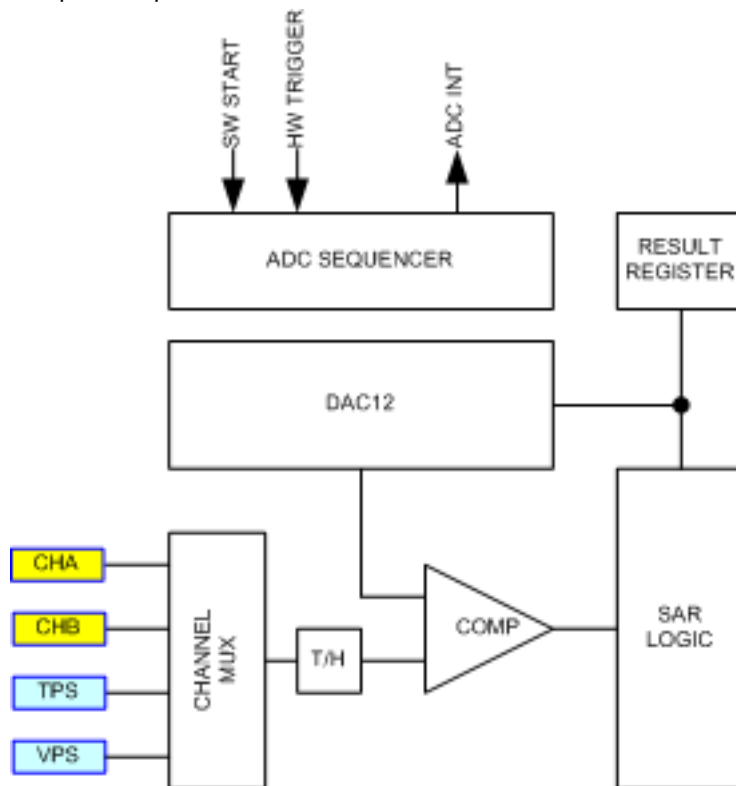 SW START
HW TRIGGER
ADC INT
ADC SEQUENCER
RESULT
REGISTER
DAC12
CHA
CHB
TPS
VPS
CHANNEL
MUX
T/H
COMP
SAR
LOGIC